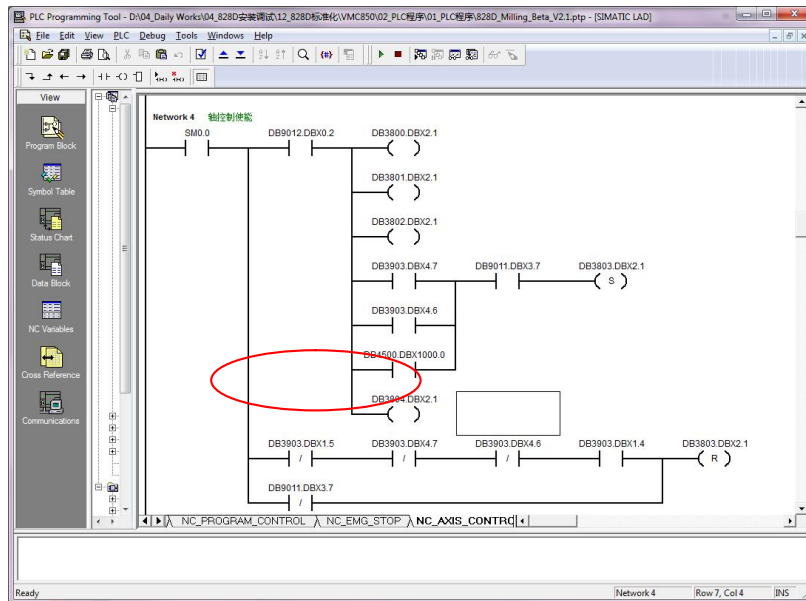 PLC Programming Tool - D:\04_Daily Works\04_828D安装调试\12_828D标准化\VMC850\02_PLC程序\01_PLC程序\828D_Milling_Beta_V2.1.ptp - [SIMATIC LAD]
File Edit View PLC Debug Tools Windows Help
View
Program Block
Symbol Table
Status Chart
Data Block
NC Variables
Cross Reference
Communications
Network 4 轴控制使能
SM0.0 DB9012.DBX0.2 DB3800.DBX2.1
DB3801.DBX2.1
DB3802.DBX2.1
DB3903.DBX4.7 DB9011.DBX3.7 DB3803.DBX2.1
S
DB3903.DBX4.6
DB4500.DBX1000.0
DB3804.DBX2.1
DB3903.DBX1.5 DB3903.DBX4.7 DB3903.DBX4.6 DB3903.DBX1.4 DB3803.DBX2.1
/ / / R
DB9011.DBX3.7
/
NC_PROGRAM_CONTROL NC_EMG_STOP NC_AXIS_CONTRO
Ready Network 4 Row 7, Col 4 INS